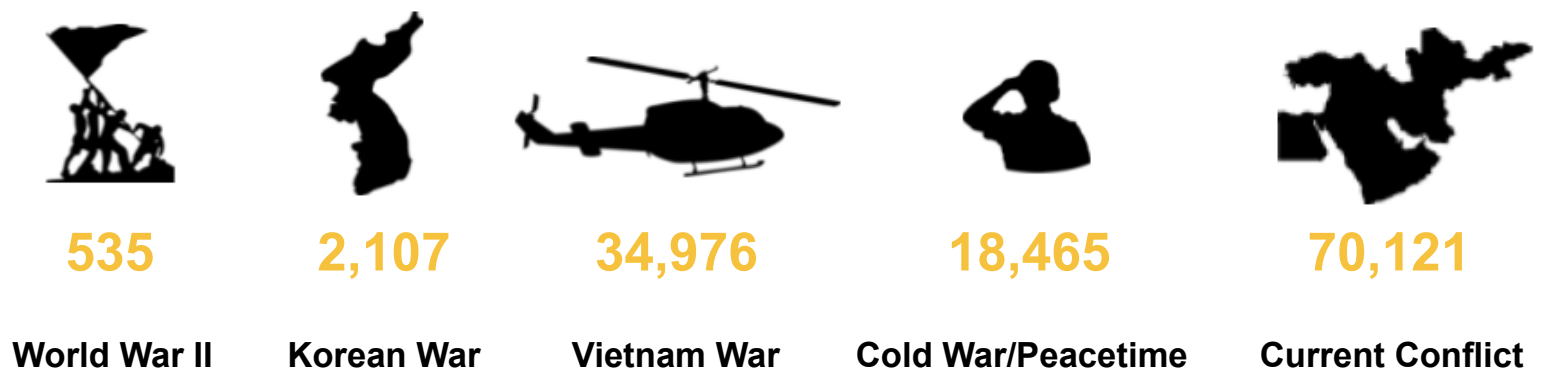 535 2,107 34,976 18,465 70,121
World War II Korean War Vietnam War Cold War/Peacetime Current Conflict